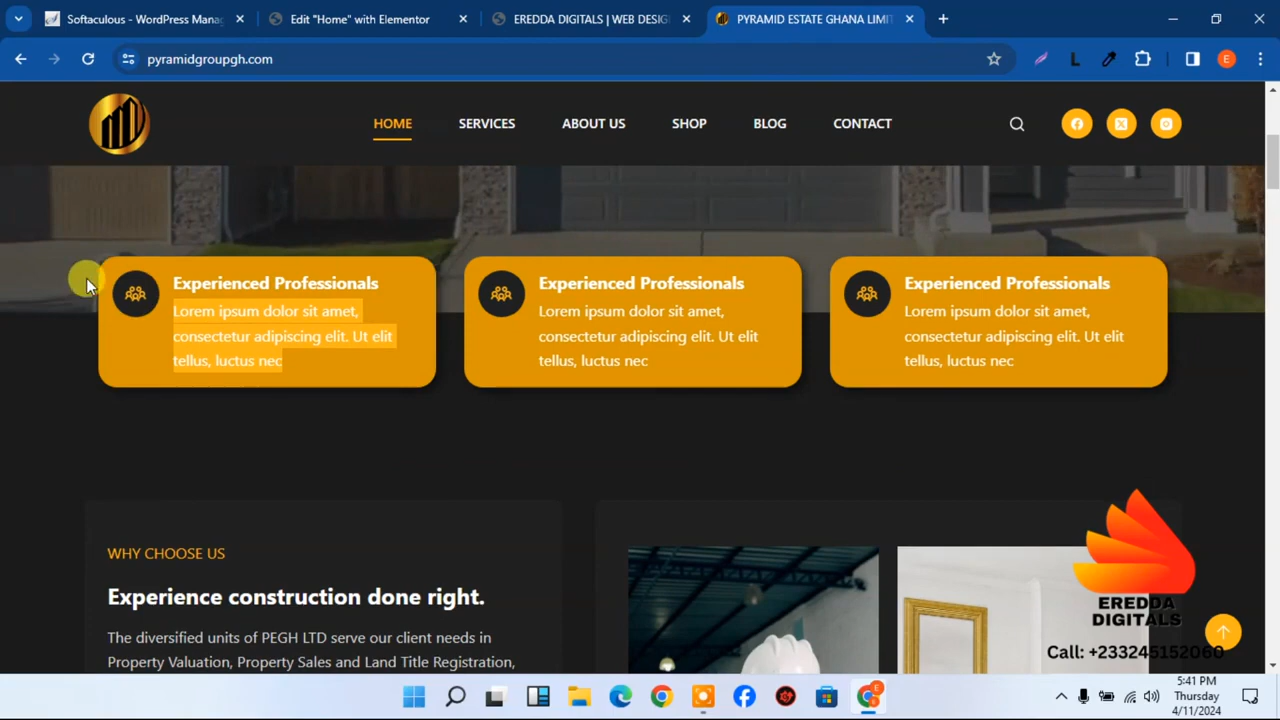 Softaculous - WordPress Mana
Edit "Home" with Elementor
EREDDA DIGITALS | WEB DESIG
PYRAMID ESTATE GHANA LIMI
pyramidgroupgh.com
E
HOME
SERVICES
ABOUT US
SHOP
BLOG
CONTACT
Experienced Professionals
Lorem ipsum dolor sit amet,
consectetur adipiscing elit. Ut elit
tellus, luctus nec
Experienced Professionals
Lorem ipsum dolor sit amet,
consectetur adipiscing elit. Ut elit
tellus, luctus nec
Experienced Professionals
Lorem ipsum dolor sit amet,
consectetur adipiscing elit. Ut elit
tellus, luctus nec
WHY CHOOSE US
Experience construction done right.
The diversified units of PEGH LTD serve our client needs in
Property Valuation, Property Sales and Land Title Registration,
EREDDA
DIGITALS
Call: +233245152060
E
5:41 PM
Thursday
4/11/2024